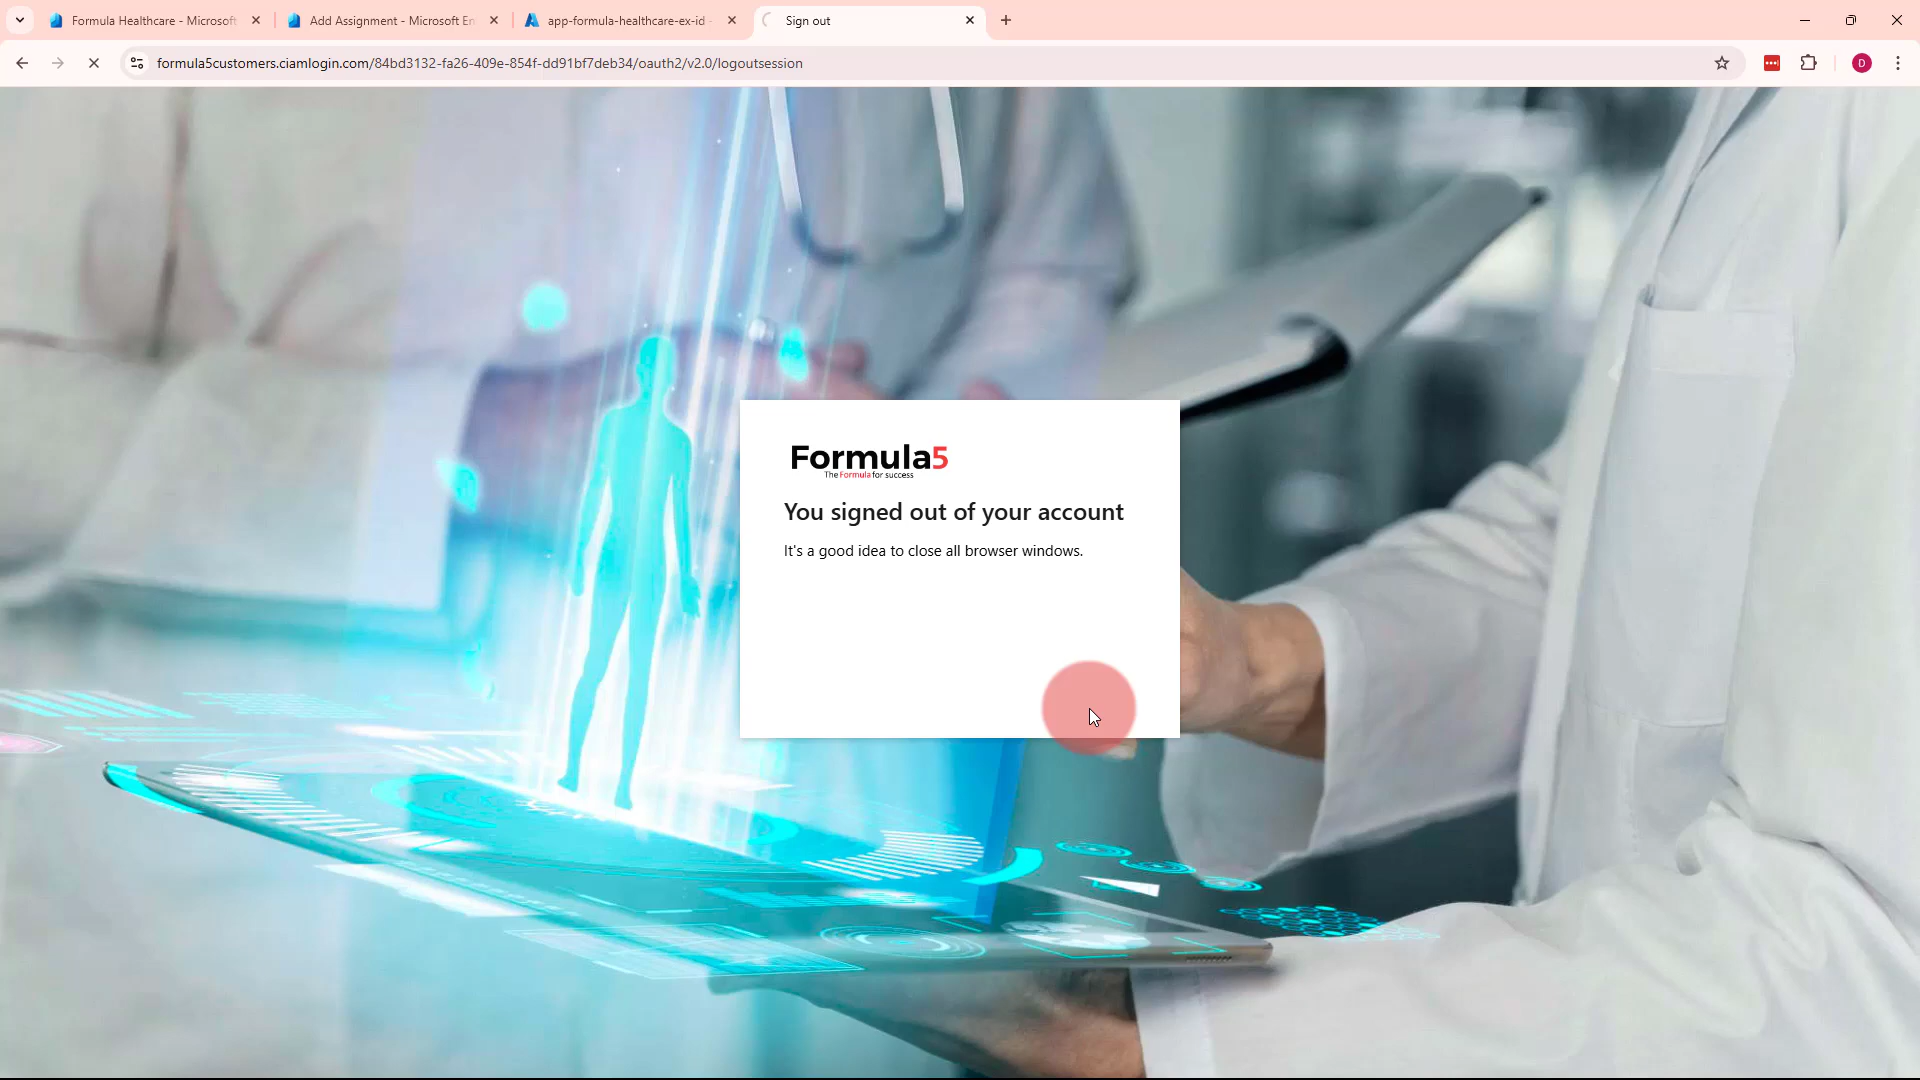 Formula Healthcare - Microsoft
Add Assignment - Microsoft En
app-formula-healthcare-ex-id -
Sign out
formula5customers.ciamlogin.com/84bd3132-fa26-409e-854f-dd91bf7deb34/oauth2/v2.0/logoutsession
D
Formula5
The Formula for success
You signed out of your account
It's a good idea to close all browser windows.